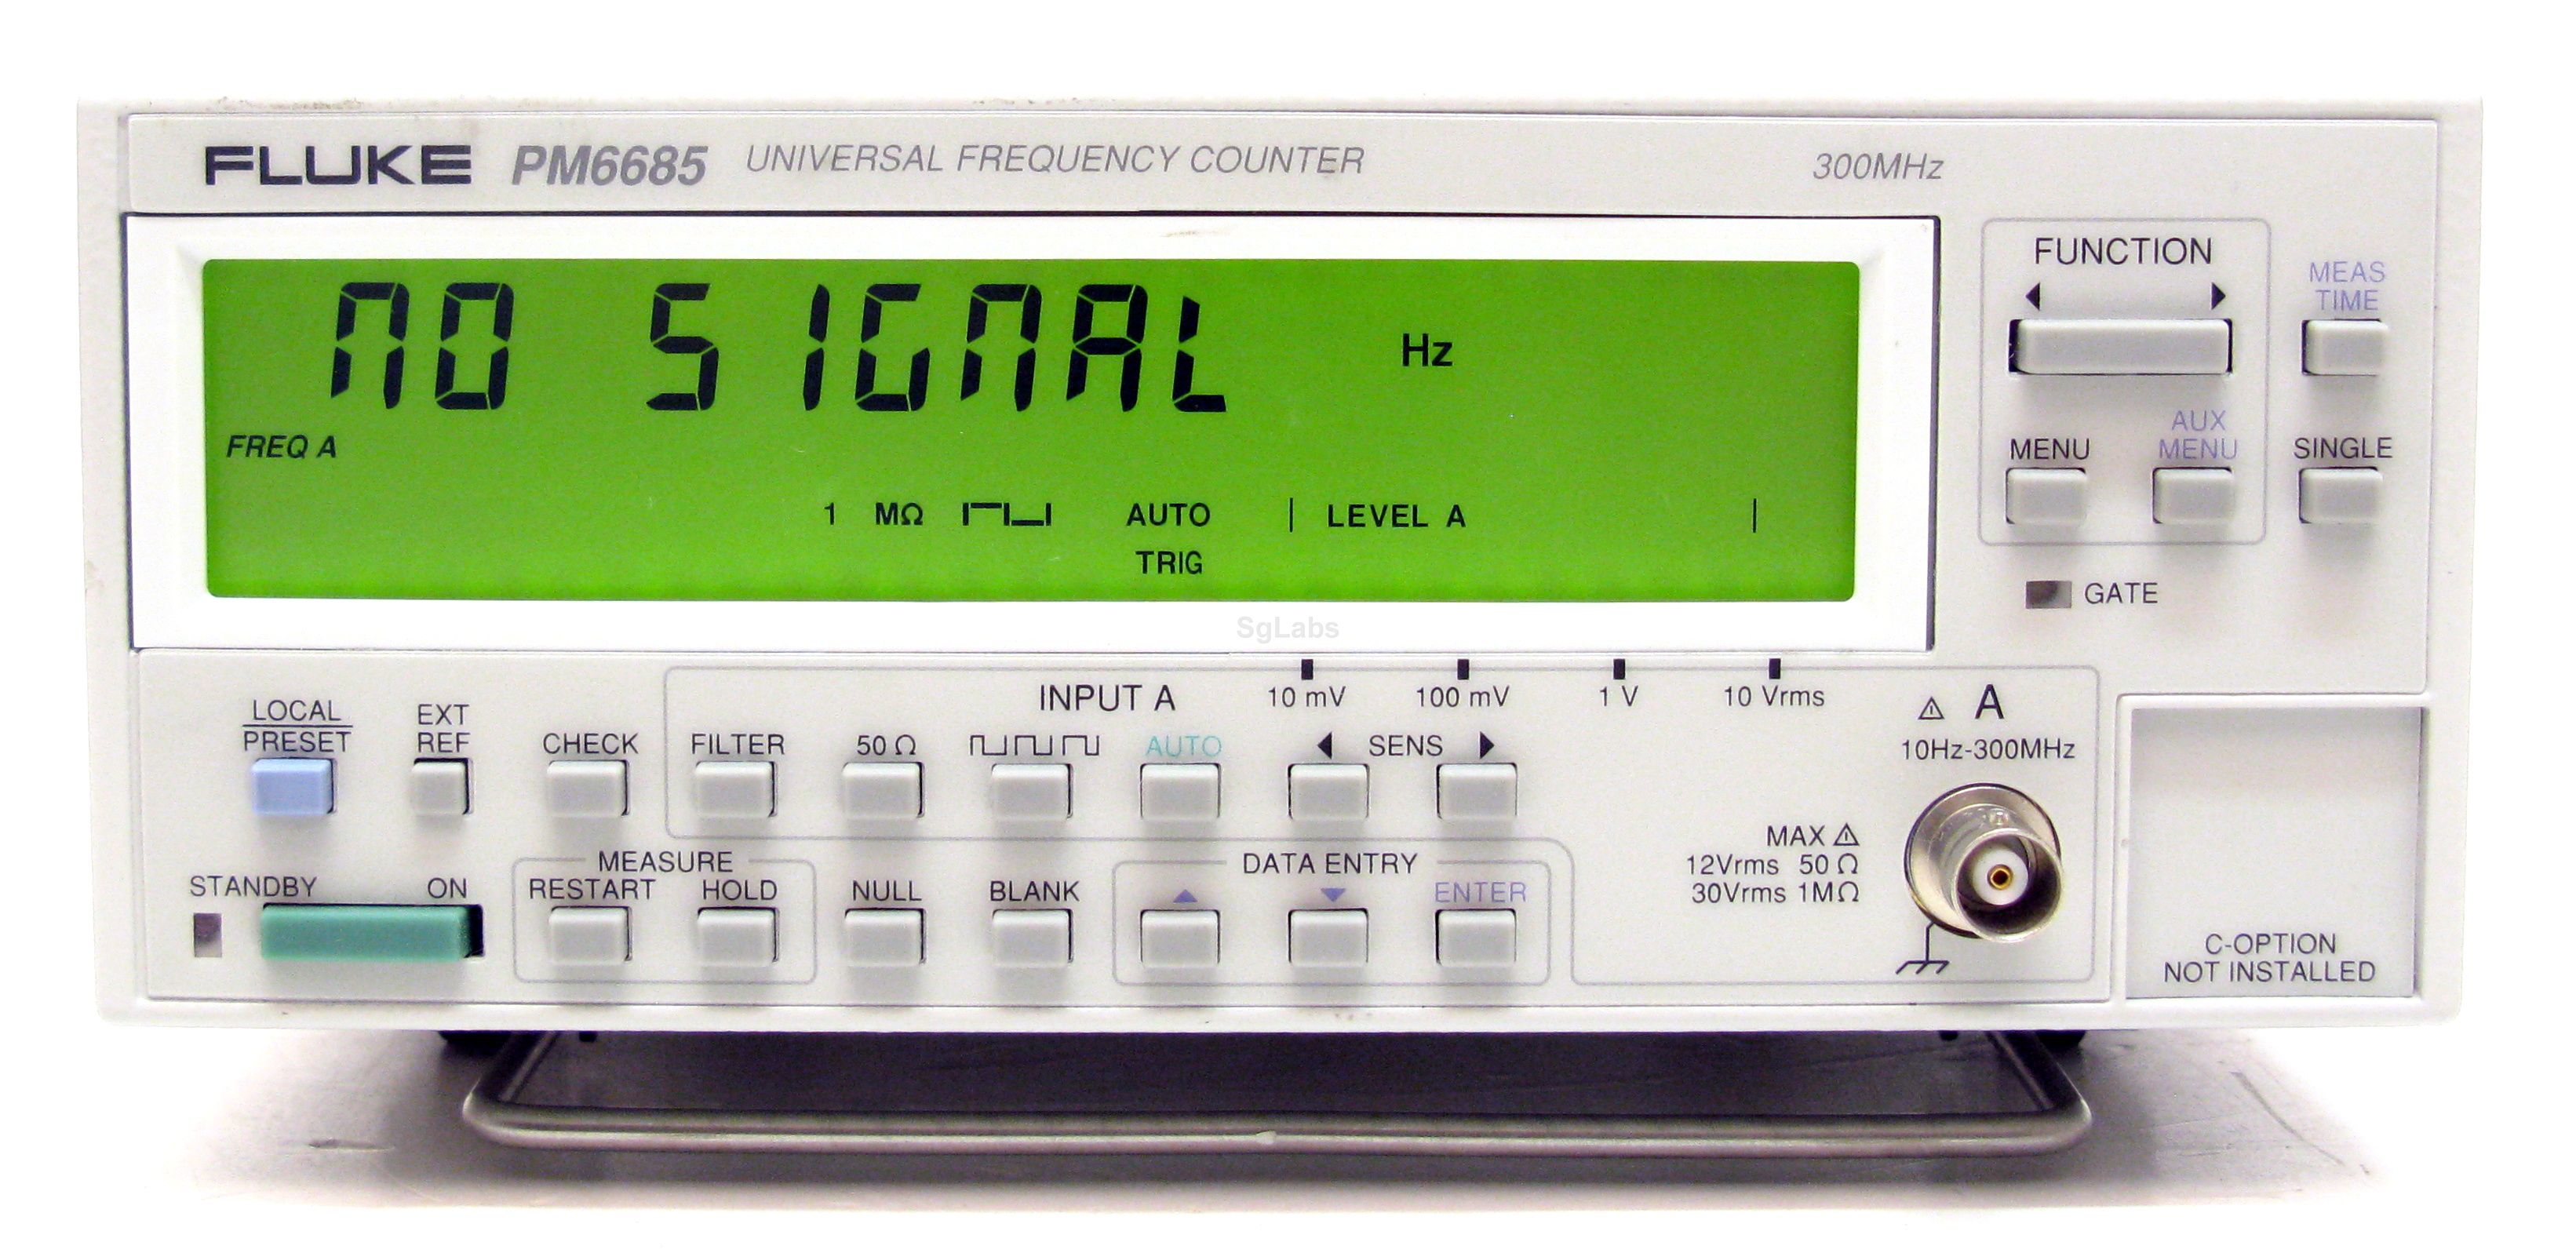 FLUKE PM6685 UNIVERSAL FREQUENCY COUNTER 300MHz
NO SIGNAL Hz
FREQ A
1 MΩ AUTO LEVEL A
TRIG
SgLabs
FUNCTION
MEAS
TIME
MENU
AUX
MENU
SINGLE
GATE
INPUT A
10 mV 100 mV 1 V 10 Vrms
LOCAL
PRESET
EXT
REF
CHECK
FILTER
50 Ω
AUTO
SENS
A
10Hz-300MHz
MAX
12Vrms 50 Ω
30Vrms 1MΩ
STANDBY ON
MEASURE
RESTART HOLD
NULL
BLANK
DATA ENTRY
ENTER
C-OPTION
NOT INSTALLED